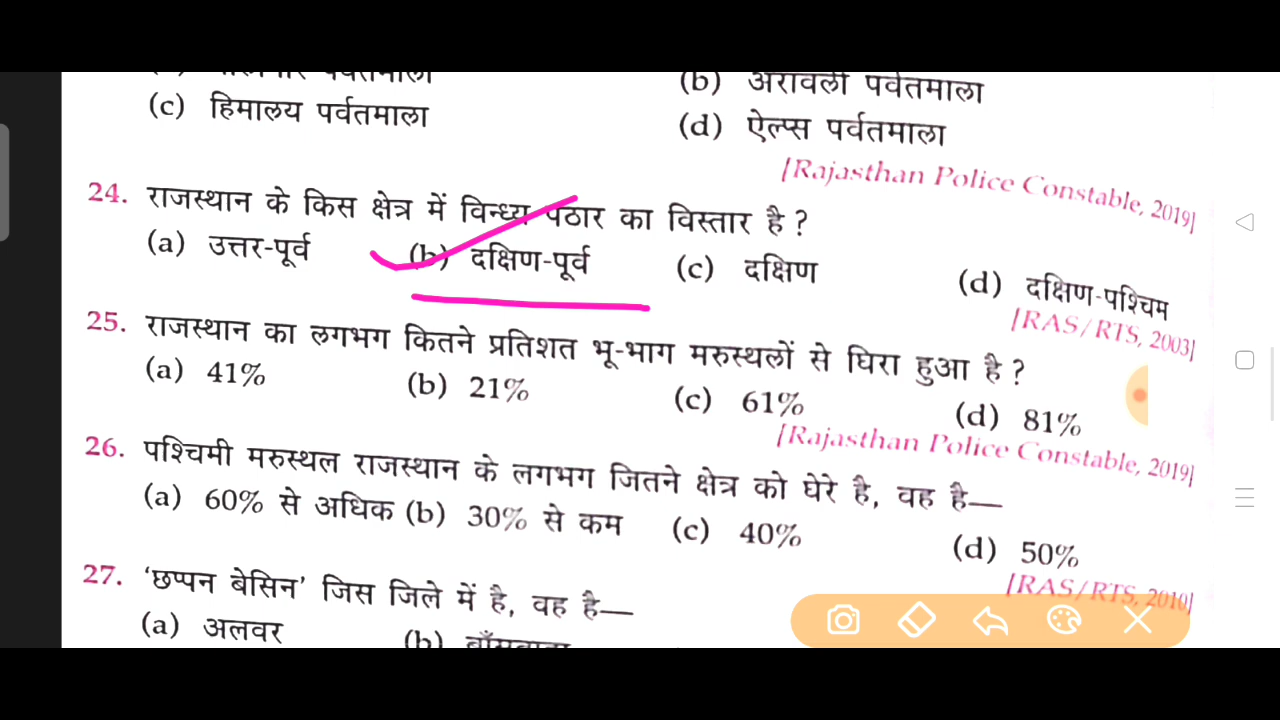 पर्वतमाला
(b) अरावली पर्वतमाला
(c) हिमालय पर्वतमाला
(d) ऐल्प्स पर्वतमाला
[Rajasthan Police Constable, 2019]
24. राजस्थान के किस क्षेत्र में विन्ध्य पठार का विस्तार है ?
(a) उत्तर-पूर्व (b) दक्षिण-पूर्व (c) दक्षिण (d) दक्षिण-पश्चिम
[RAS/RTS, 2003]
25. राजस्थान का लगभग कितने प्रतिशत भू-भाग मरुस्थलों से घिरा हुआ है ?
(a) 41% (b) 21% (c) 61% (d) 81%
[Rajasthan Police Constable, 2019]
26. पश्चिमी मरुस्थल राजस्थान के लगभग जितने क्षेत्र को घेरे है, वह है—
(a) 60% से अधिक (b) 30% से कम (c) 40% (d) 50%
[RAS/RTS, 2010]
27. 'छप्पन बेसिन' जिस जिले में है, वह है—
(a) अलवर (b) बाँसवाड़ा